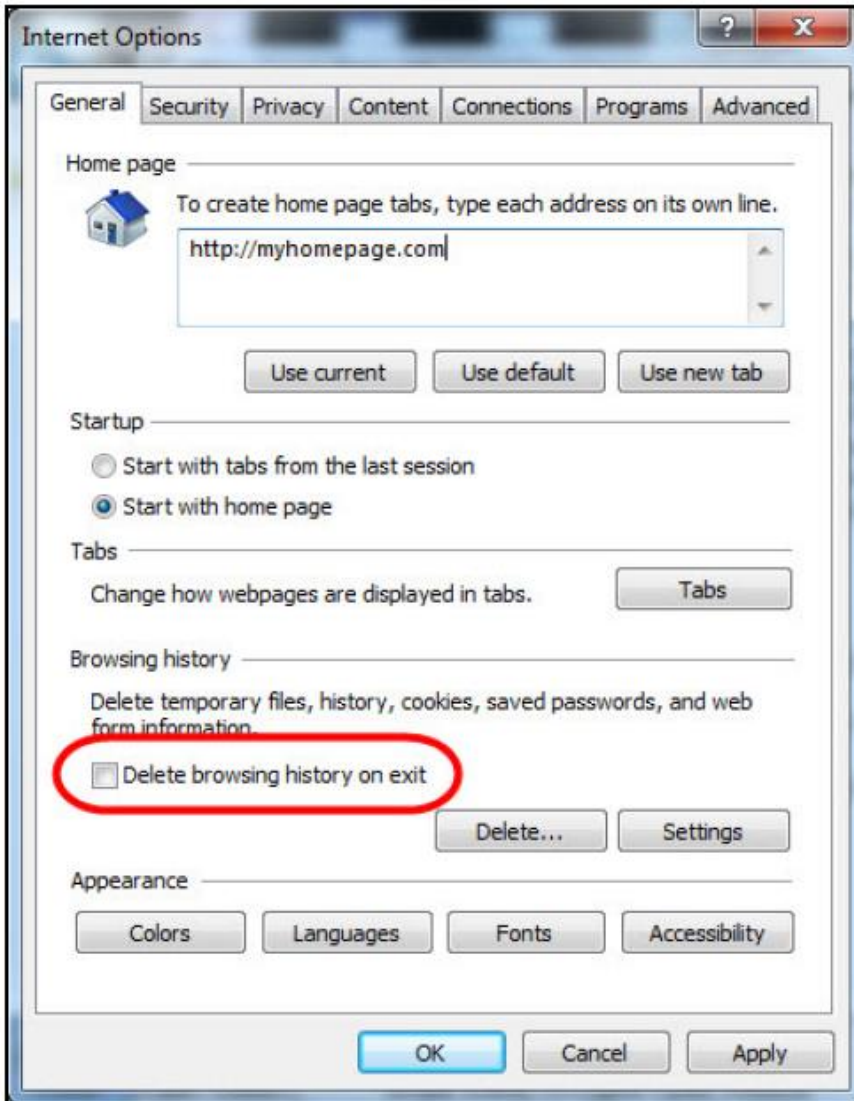 Internet Options
?
X
General Security Privacy Content Connections Programs Advanced
Home page
To create home page tabs, type each address on its own line.
http://myhomepage.com
Use current Use default Use new tab
Startup
Start with tabs from the last session
Start with home page
Tabs
Change how webpages are displayed in tabs. Tabs
Browsing history
Delete temporary files, history, cookies, saved passwords, and web
form information.
Delete browsing history on exit
Delete... Settings
Appearance
Colors Languages Fonts Accessibility
OK Cancel Apply